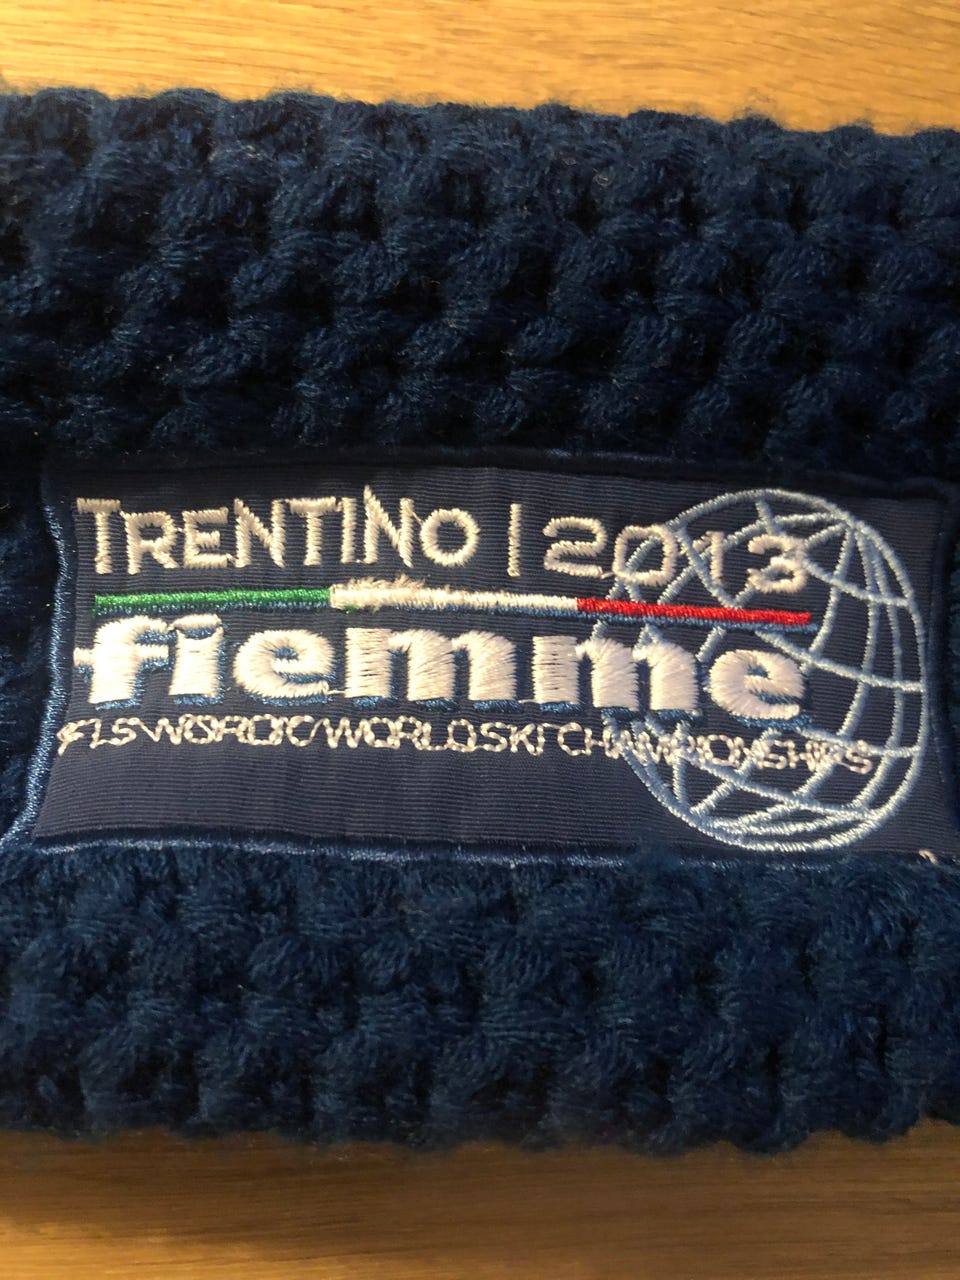 TRENTINO | 2013
fiemme
FIS NORDIC WORLD SKI CHAMPIONSHIPS